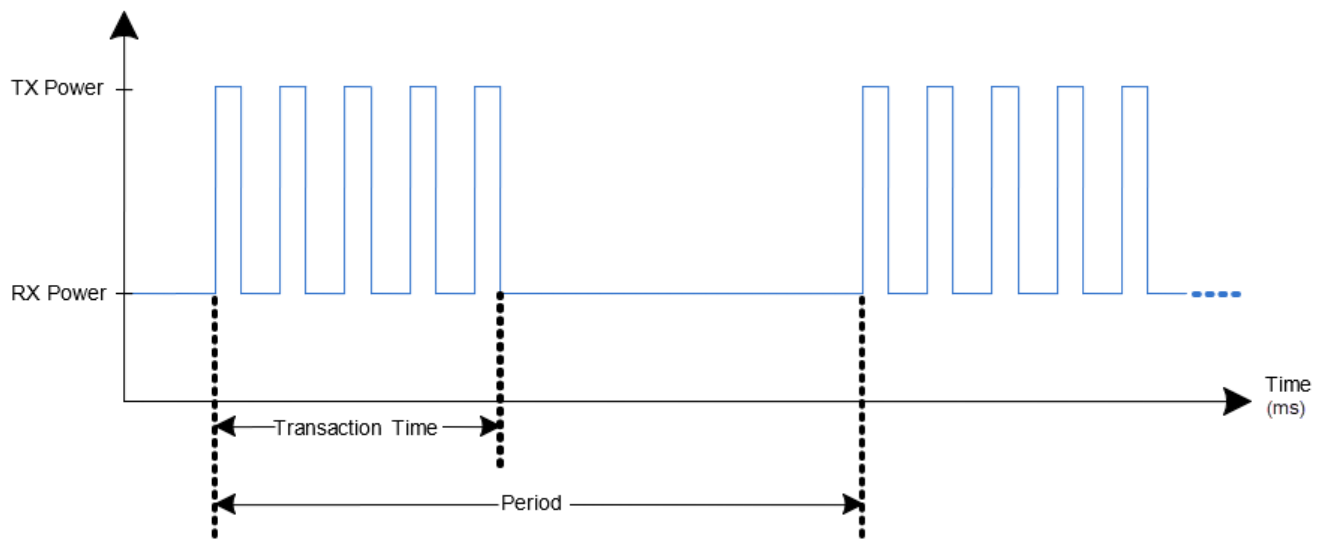 TX Power
RX Power
Time
(ms)
Transaction Time
Period